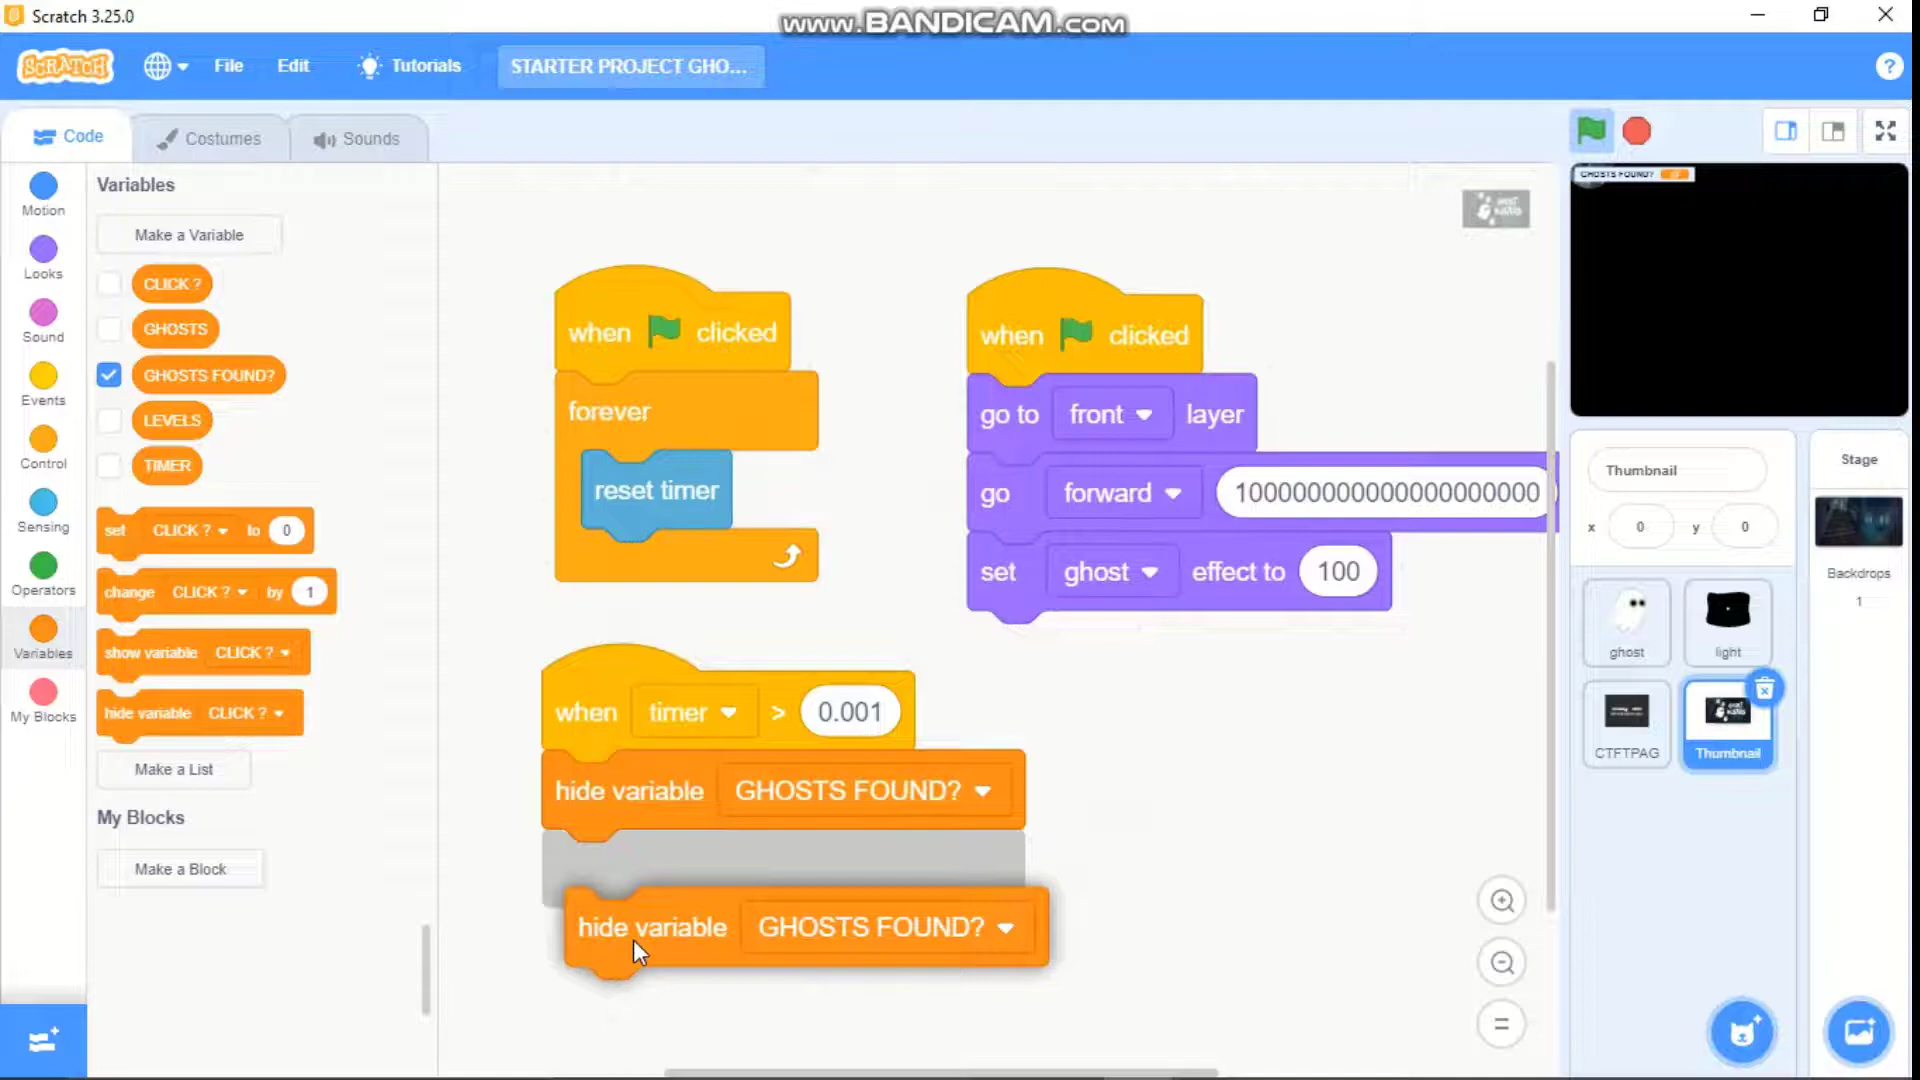 Scratch 3.25.0
www.BANDICAM.com
SCRATCH
File
Edit
Tutorials
STARTER PROJECT GHO...
?
Code
Costumes
Sounds
Motion
Looks
Sound
Events
Control
Sensing
Operators
Variables
My Blocks
Variables
Make a Variable
CLICK ?
GHOSTS
GHOSTS FOUND?
LEVELS
TIMER
set CLICK ? to 0
change CLICK ? by 1
show variable CLICK ?
hide variable CLICK ?
Make a List
My Blocks
Make a Block
when clicked
forever
reset timer
when clicked
go to front layer
go forward 1000000000000000000000
set ghost effect to 100
when timer > 0.001
hide variable GHOSTS FOUND?
hide variable GHOSTS FOUND?
GHOSTS FOUND?
Thumbnail
x 0 y 0
ghost
light
CTFTPAG
Thumbnail
Stage
Backdrops
1